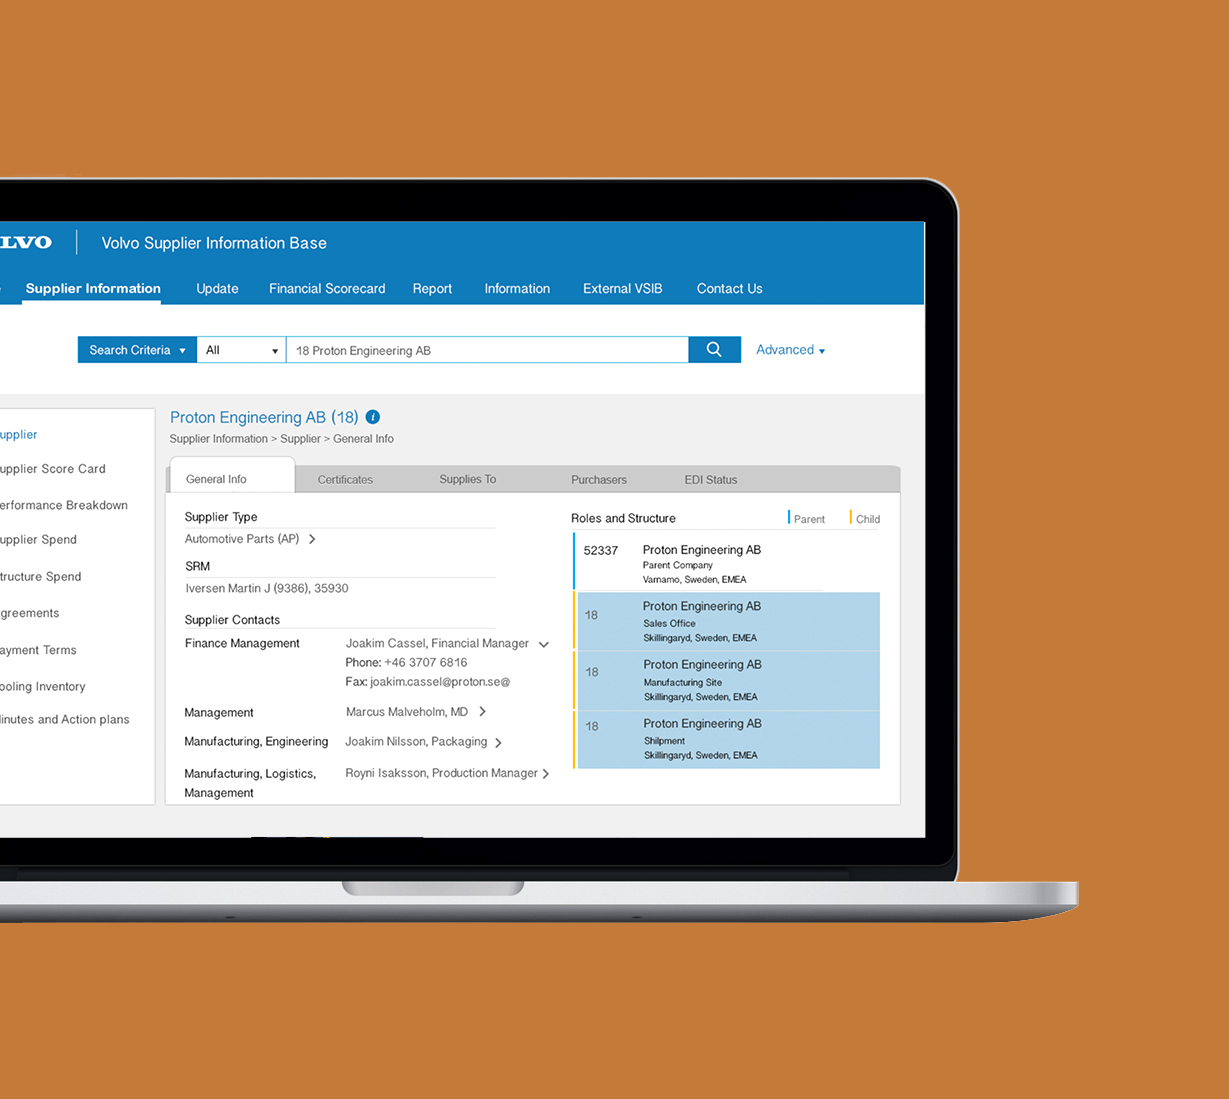 LVO
Volvo Supplier Information Base
Supplier Information
Update
Financial Scorecard
Report
Information
External VSIB
Contact Us
Search Criteria
All
18 Proton Engineering AB
Advanced
upplier
upplier Score Card
erformance Breakdown
upplier Spend
tructure Spend
greements
ayment Terms
ooling Inventory
inutes and Action plans
Proton Engineering AB (18) i
Supplier Information > Supplier > General Info
General Info
Certificates
Supplies To
Purchasers
EDI Status
Supplier Type
Automotive Parts (AP)
SRM
Iversen Martin J (9386), 35930
Supplier Contacts
Finance Management
Joakim Cassel, Financial Manager
Phone: +46 3707 6816
Fax: joakim.cassel@proton.se@
Management
Marcus Malveholm, MD
Manufacturing, Engineering
Joakim Nilsson, Packaging
Manufacturing, Logistics,
Management
Royni Isaksson, Production Manager
Roles and Structure
Parent
Child
52337
Proton Engineering AB
Parent Company
Varnamo, Sweden, EMEA
18
Proton Engineering AB
Sales Office
Skillingaryd, Sweden, EMEA
18
Proton Engineering AB
Manufacturing Site
Skillingaryd, Sweden, EMEA
18
Proton Engineering AB
Shilpment
Skillingaryd, Sweden, EMEA